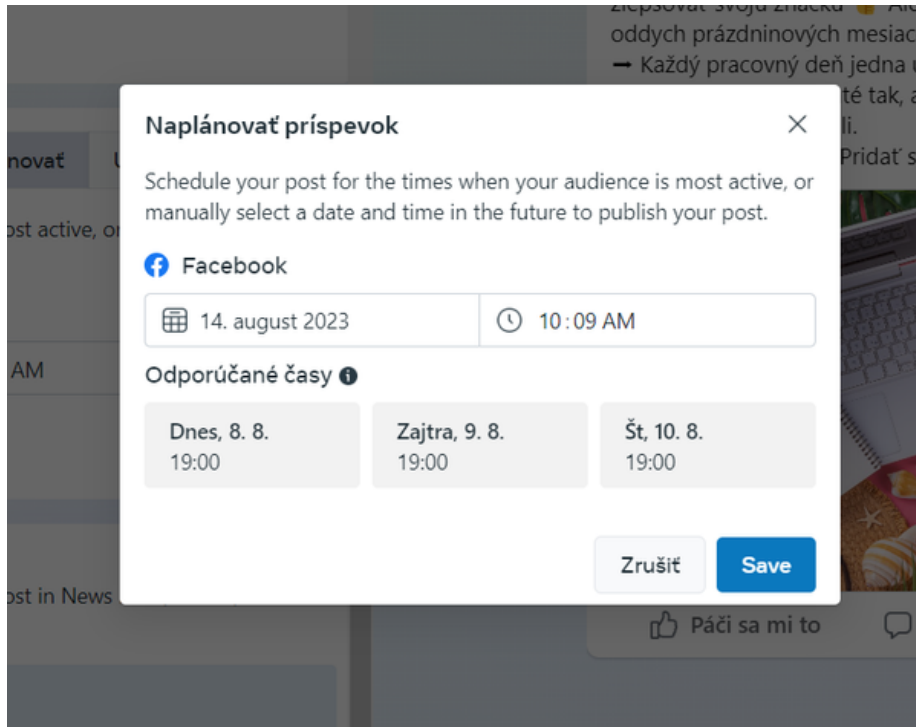 oddych prázdninových mesiac
➞ Každý pracovný deň jedna
té tak, a
li.
Pridať s
novať
ost active, or
AM
ost in News
Naplánovať príspevok
Schedule your post for the times when your audience is most active, or
manually select a date and time in the future to publish your post.
Facebook
14. august 2023
10:09 AM
Odporúčané časy
Dnes, 8. 8.
19:00
Zajtra, 9. 8.
19:00
Št, 10. 8.
19:00
Zrušiť
Save
Páči sa mi to